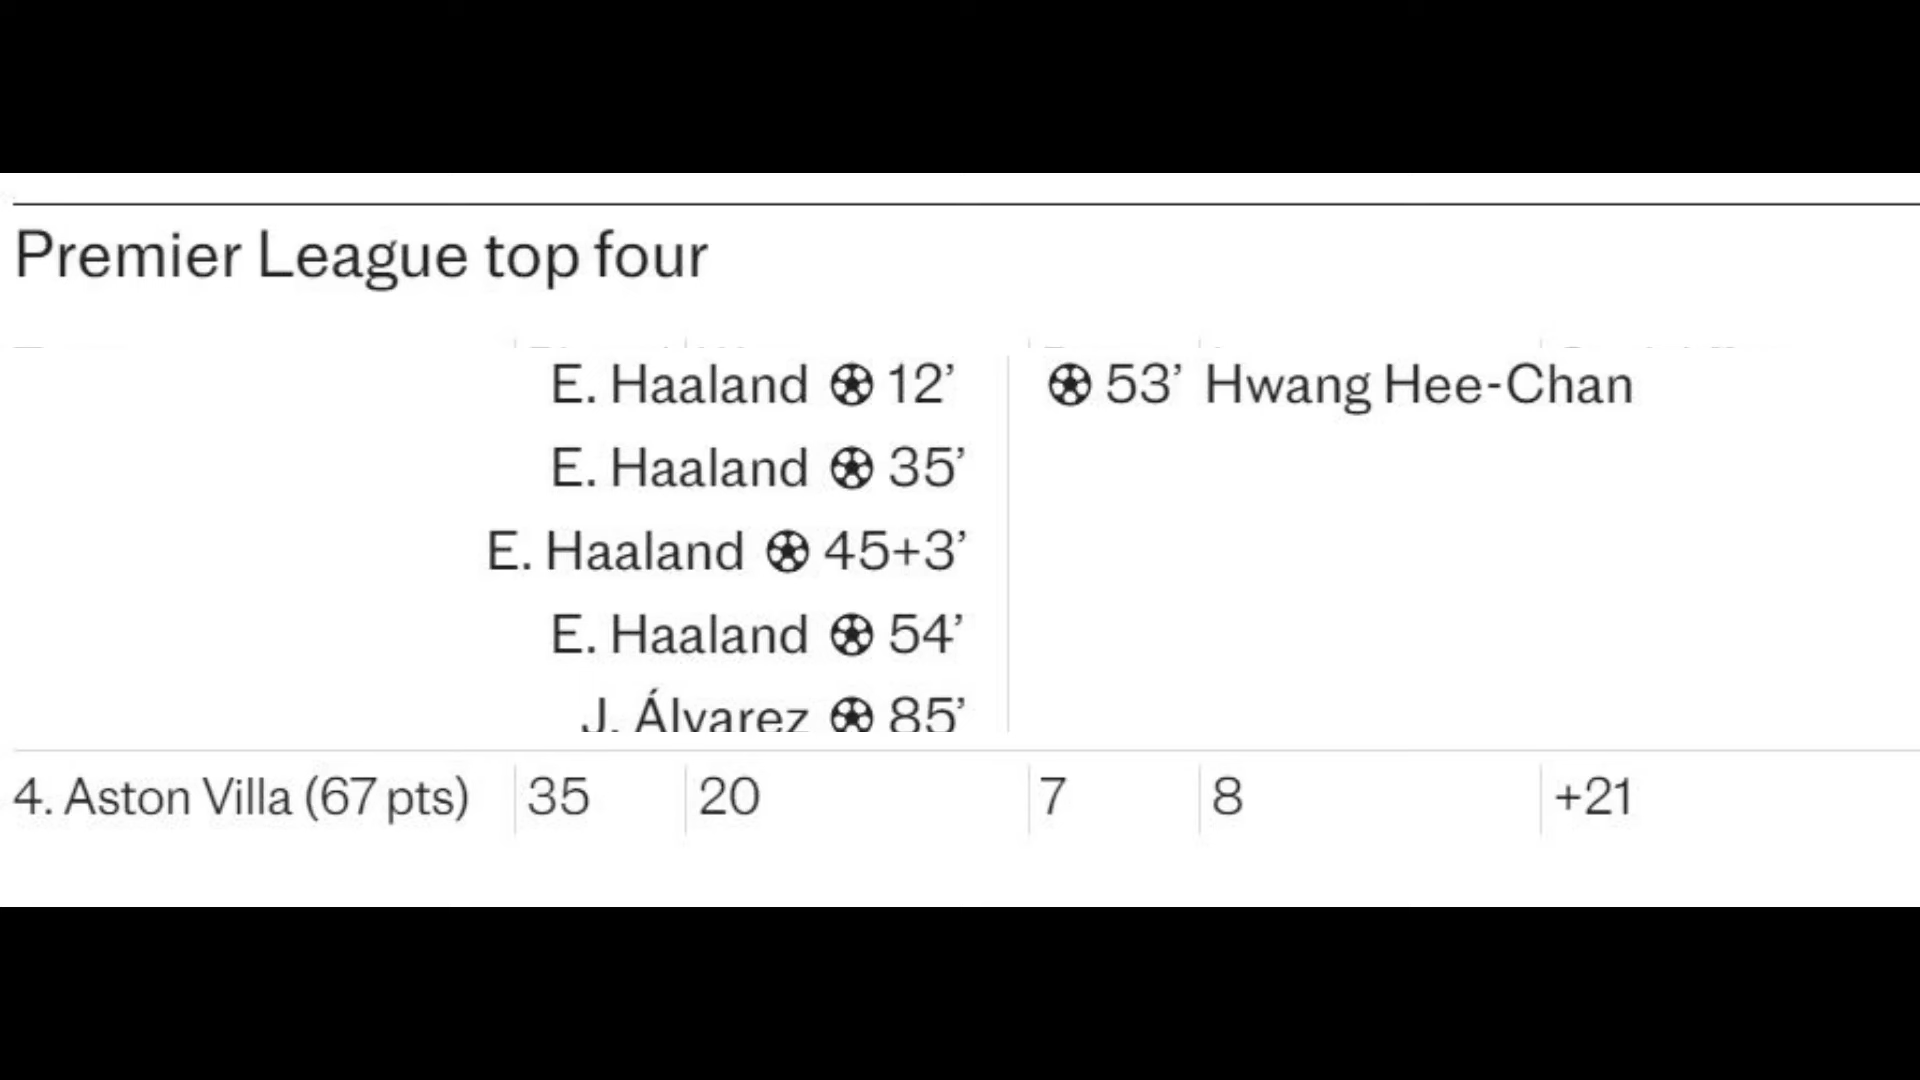 Premier League top four
E. Haaland 12’ 53’ Hwang Hee-Chan
E. Haaland 35’
E. Haaland 45+3’
E. Haaland 54’
J. Álvarez 85’
4. Aston Villa (67 pts) 35 20 7 8 +21